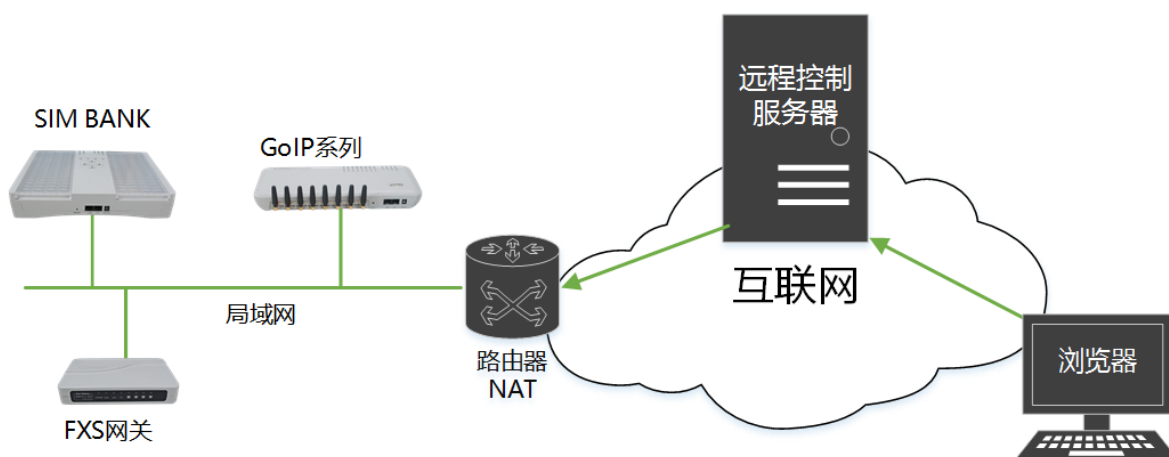 SIM BANK
GoIP系列
远程控制
服务器
互联网
局域网
路由器
NAT
浏览器
FXS网关